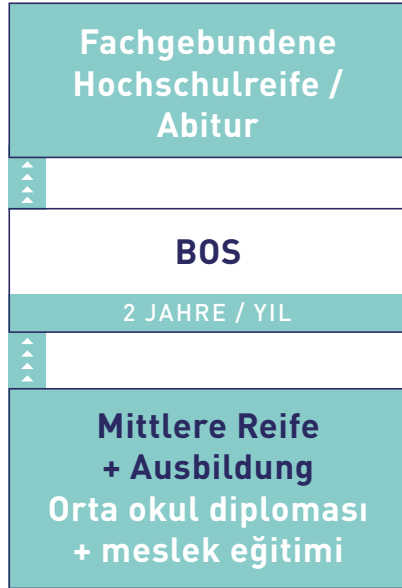 Fachgebundene
Hochschulreife /
Abitur
BOS
2 JAHRE / YIL
Mittlere Reife
+ Ausbildung
Orta okul diploması
+ meslek eğitimi